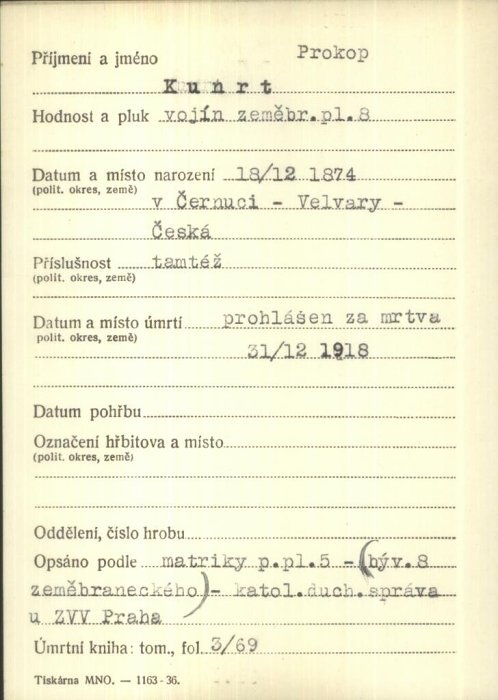 Příjmení a jméno Prokop
Kunrt
Hodnost a pluk vojín zeměbr.pl.8
Datum a místo narození 18/12 1874
(polit. okres, země)
v Černuci - Velvary -
Česká
Příslušnost tamtéž
(polit. okres, země)
Datum a místo úmrtí prohlášen za mrtva
polit. okres, země)
31/12 1918
Datum pohřbu
Označení hřbitova a místo
(polit. okres, země)
Oddělení, číslo hrobu
Opsáno podle matriky p.pl.5 - (býv.8
zeměbraneckého) - katol.duch.správa
u ZVV Praha
Úmrtní kniha: tom., fol. 3/69
Tiskárna MNO. — 1163-36.